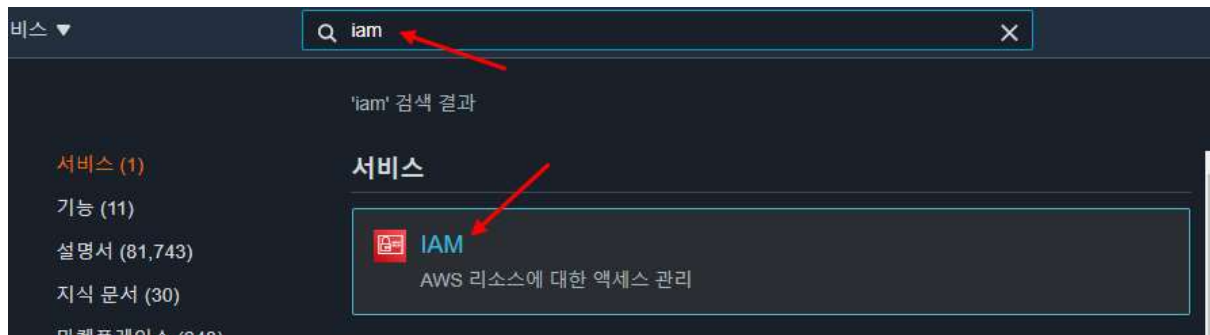 비스 ▼
iam
'iam' 검색 결과
서비스 (1)
기능 (11)
설명서 (81,743)
지식 문서 (30)
서비스
IAM
AWS 리소스에 대한 액세스 관리